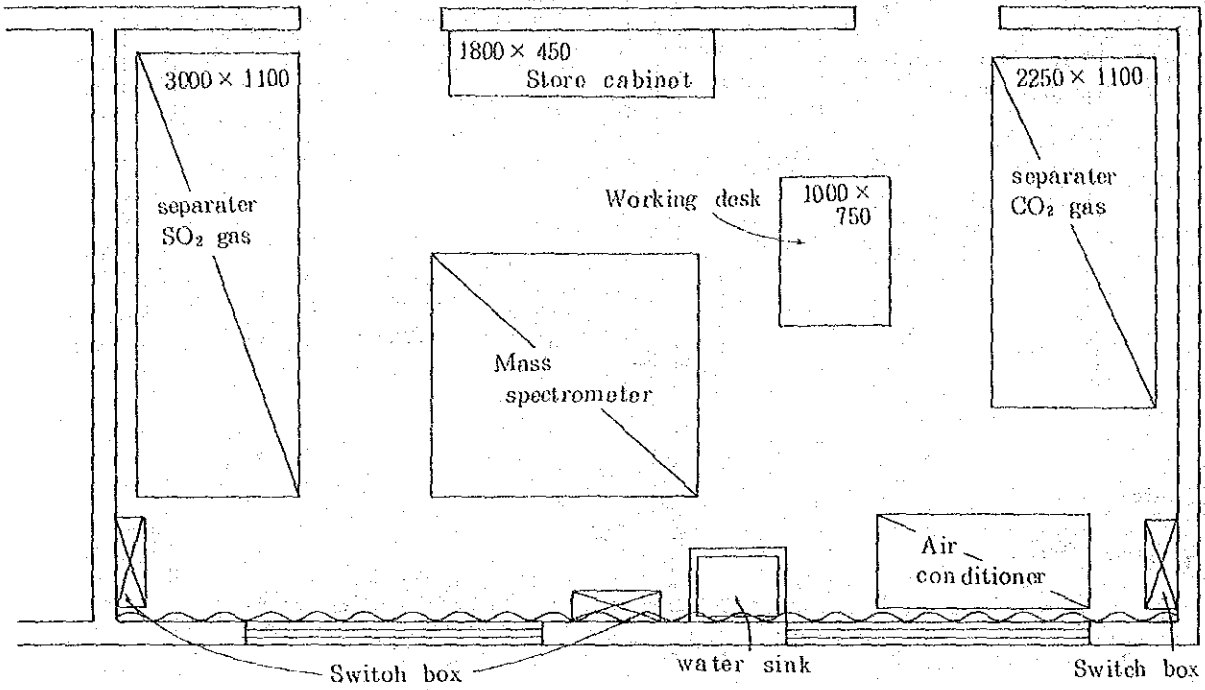 1800 × 450
Store cabinet
3000 × 1100
2250 × 1100
separater
SO₂ gas
Working desk
1000 ×
750
separater
CO₂ gas
Mass
spectrometer
Air
conditioner
Switch box
water sink
Switch box